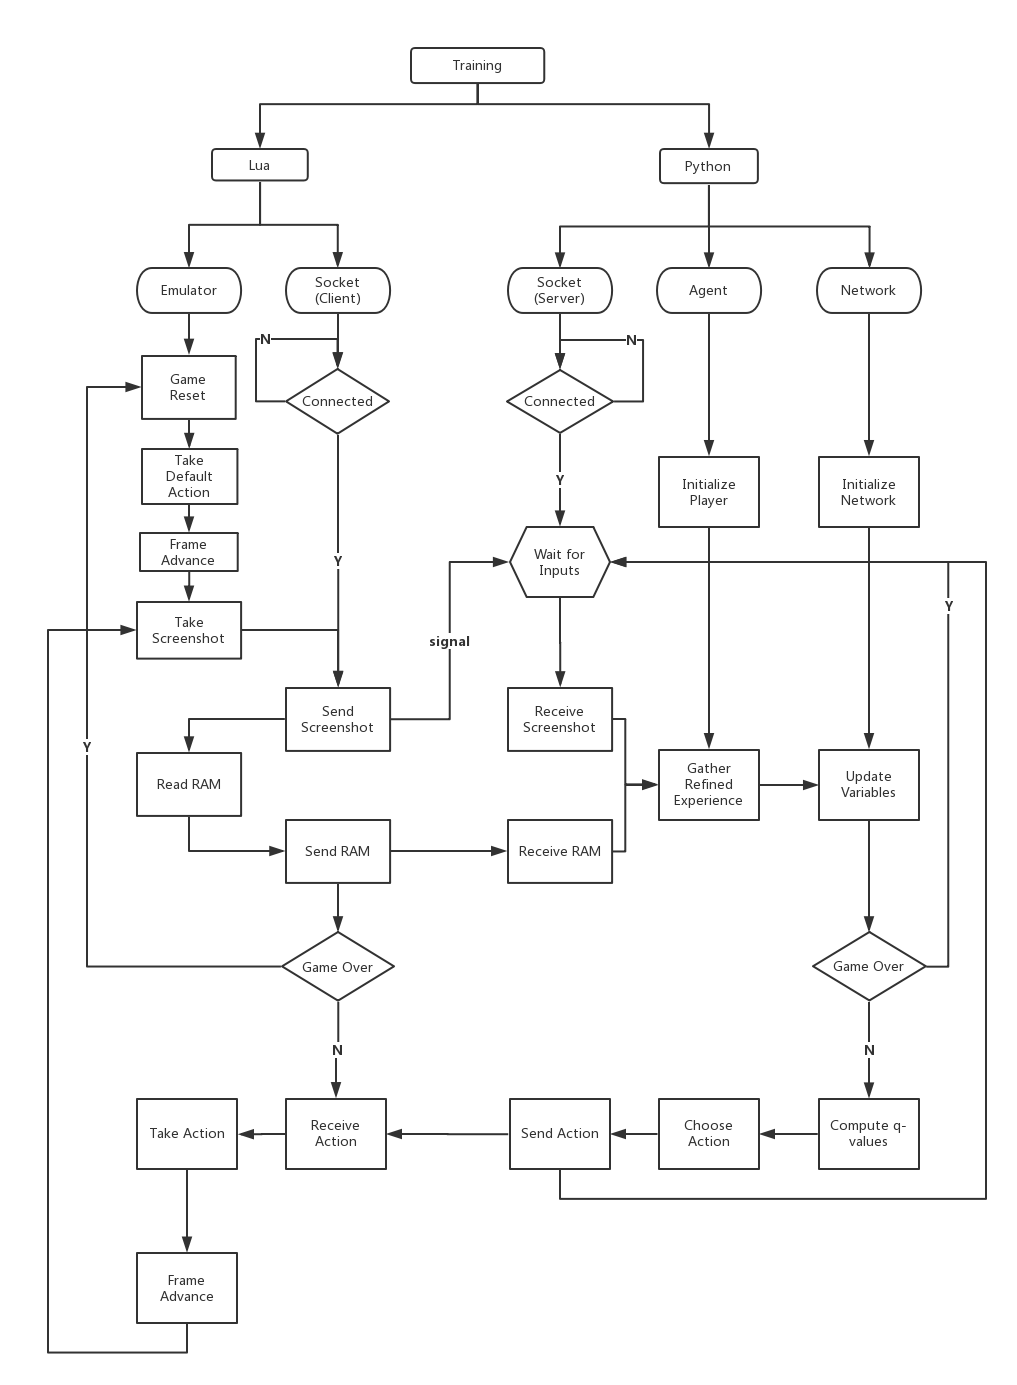 Training
Lua
Python
Emulator
Socket
(Client)
Socket
(Server)
Agent
Network
N
N
Game
Reset
Connected
Connected
Take
Default
Action
Y
Initialize
Player
Initialize
Network
Frame
Advance
Y
Wait for
Inputs
Y
Take
Screenshot
signal
Send
Screenshot
Receive
Screenshot
Y
Read RAM
Gather
Refined
Experience
Update
Variables
Send RAM
Receive RAM
Game Over
Game Over
N
N
Take Action
Receive
Action
Send Action
Choose
Action
Compute q-
values
Frame
Advance